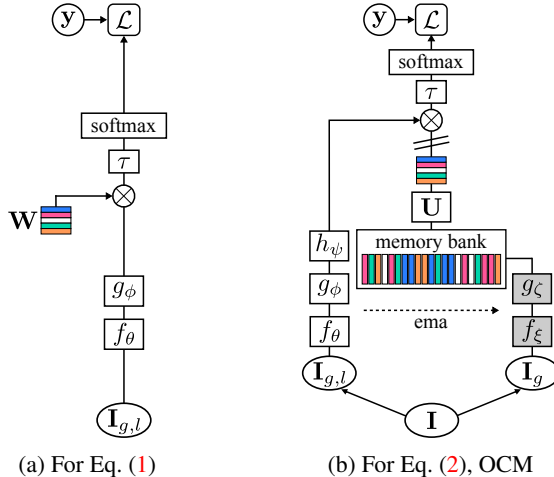 y
ℒ
softmax
τ
W
g_ϕ
f_θ
I_{g,l}
(a) For Eq. (1)
y
ℒ
softmax
τ
U
memory bank
h_ψ
g_ϕ
g_ζ
f_θ
ema
f_ξ
I_{g,l}
I_g
I
(b) For Eq. (2), OCM